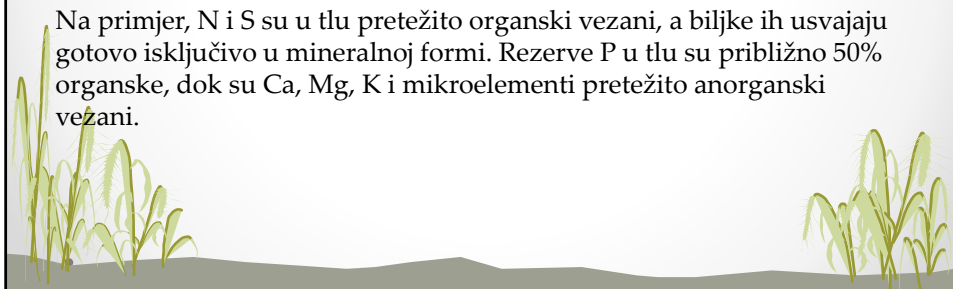 Na primjer, N i S su u tlu pretežito organski vezani, a biljke ih usvajaju
gotovo isključivo u mineralnoj formi. Rezerve P u tlu su približno 50%
organske, dok su Ca, Mg, K i mikroelementi pretežito anorganski
vezani.